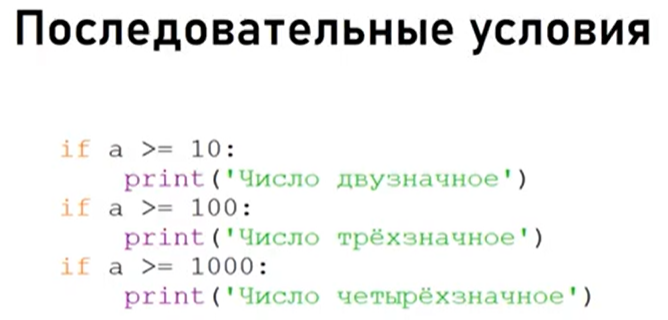 Последовательные условия
if a >= 10:
    print('Число двузначное')
if a >= 100:
    print('Число трёхзначное')
if a >= 1000:
    print('Число четырёхзначное')